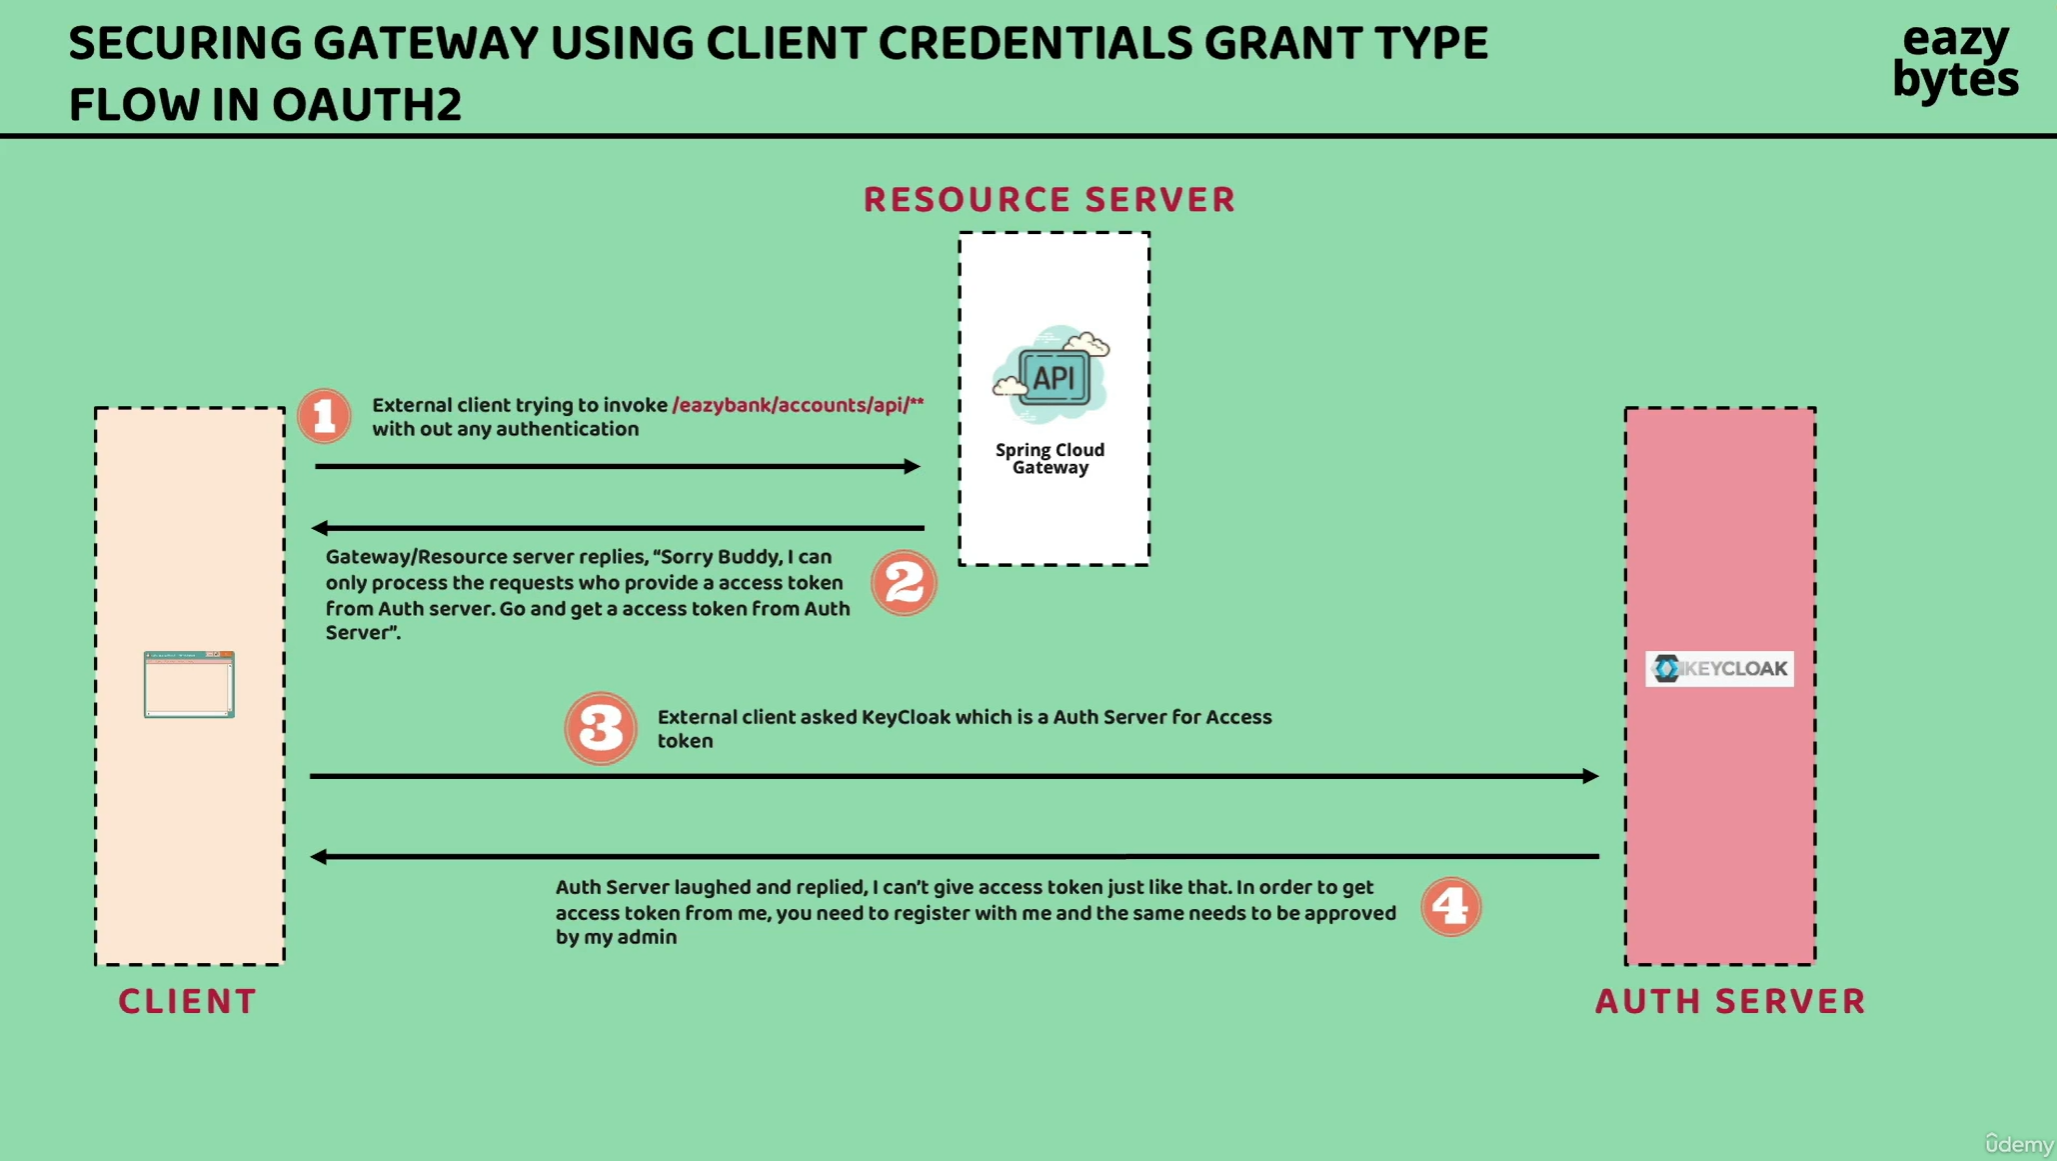 SECURING GATEWAY USING CLIENT CREDENTIALS GRANT TYPE
FLOW IN OAUTH2
eazy
bytes
RESOURCE SERVER
API
Spring Cloud
Gateway
1
External client trying to invoke /eazybank/accounts/api/**
with out any authentication
Gateway/Resource server replies, “Sorry Buddy, I can
only process the requests who provide a access token
from Auth server. Go and get a access token from Auth
Server”.
2
3
External client asked KeyCloak which is a Auth Server for Access
token
KEYCLOAK
Auth Server laughed and replied, I can't give access token just like that. In order to get
access token from me, you need to register with me and the same needs to be approved
by my admin
4
CLIENT
AUTH SERVER
ûdemy